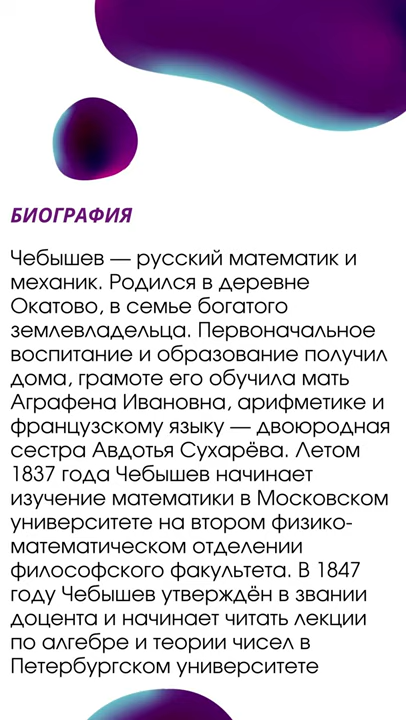 БИОГРАФИЯ
Чебышев — русский математик и
механик. Родился в деревне
Окатово, в семье богатого
землевладельца. Первоначальное
воспитание и образование получил
дома, грамоте его обучила мать
Аграфена Ивановна, арифметике и
французскому языку — двоюродная
сестра Авдотья Сухарёва. Летом
1837 года Чебышев начинает
изучение математики в Московском
университете на втором физико-
математическом отделении
философского факультета. В 1847
году Чебышев утверждён в звании
доцента и начинает читать лекции
по алгебре и теории чисел в
Петербургском университете